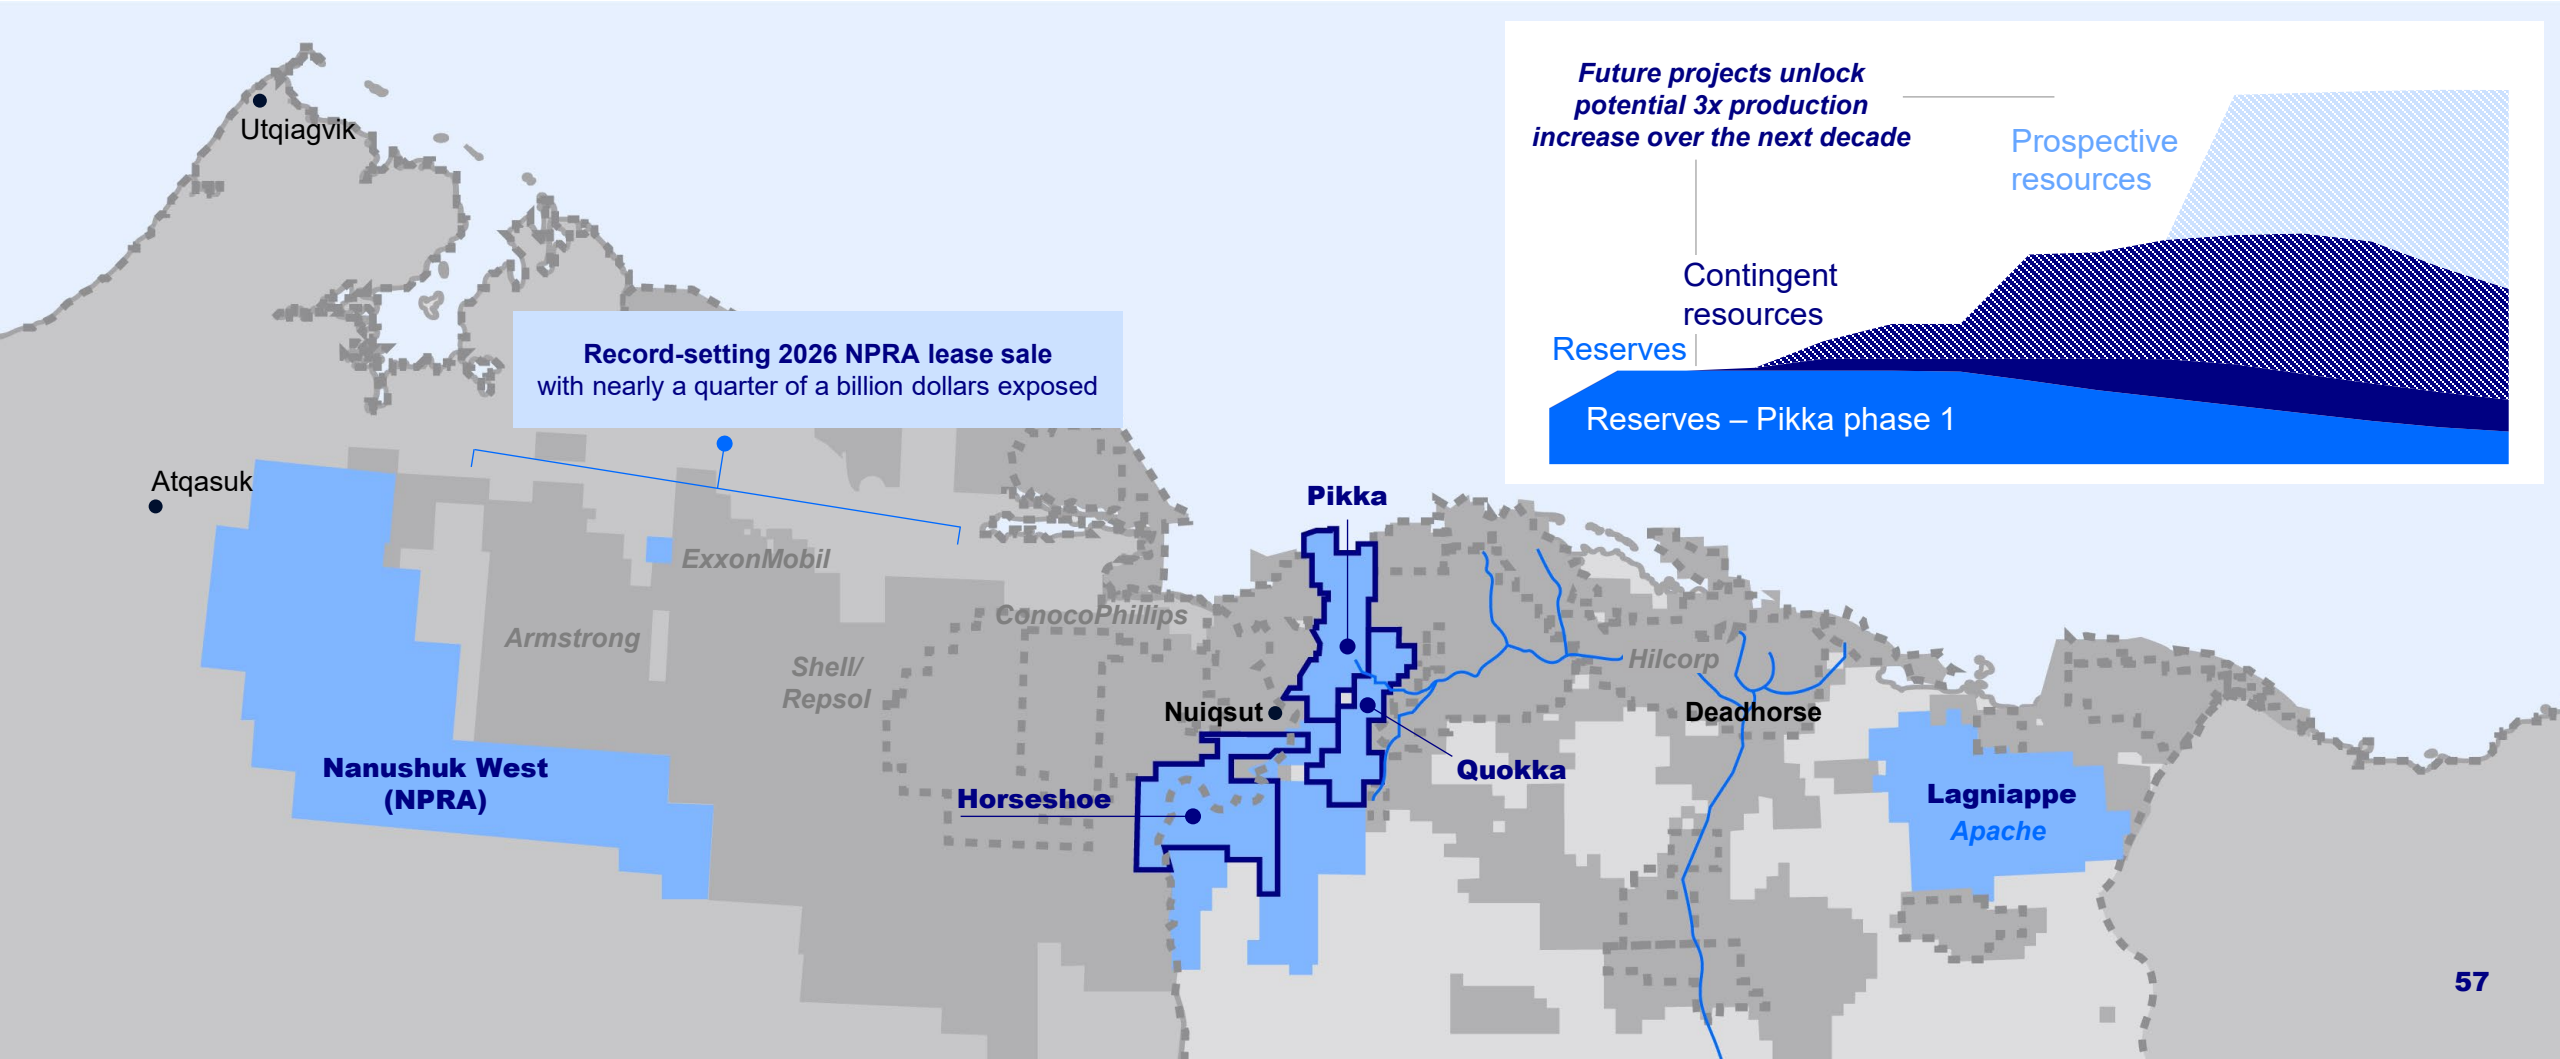 Utqiagvik
Future projects unlock
potential 3x production
increase over the next decade
Prospective
resources
Contingent
resources
Reserves
Reserves – Pikka phase 1
Record-setting 2026 NPRA lease sale
with nearly a quarter of a billion dollars exposed
Atqasuk
Pikka
ExxonMobil
ConocoPhillips
Armstrong
Shell/
Repsol
Hilcorp
Nuiqsut
Deadhorse
Nanushuk West
(NPRA)
Quokka
Horseshoe
Lagniappe
Apache
57